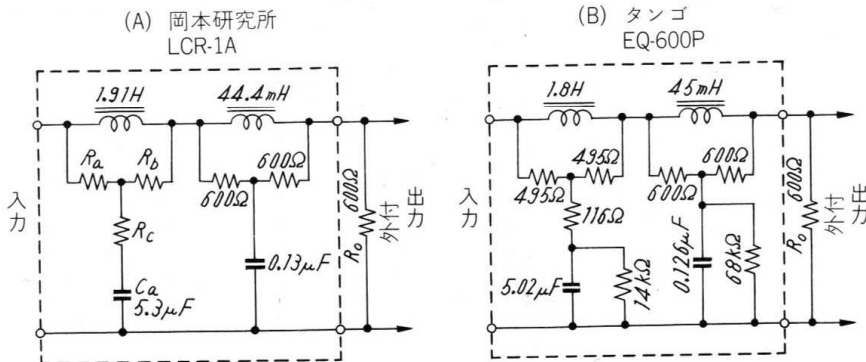 (A) 岡本研究所
LCR-1A
1.91H
44.4mH
Ra
Rb
600Ω
600Ω
Rc
Ca
5.3μF
0.13μF
入力
600Ω
Ro
外付
出力
(B) タンゴ
EQ-600P
1.8H
45mH
495Ω
495Ω
600Ω
600Ω
116Ω
5.02μF
14kΩ
0.126μF
68kΩ
入力
600Ω
Ro
外付
出力